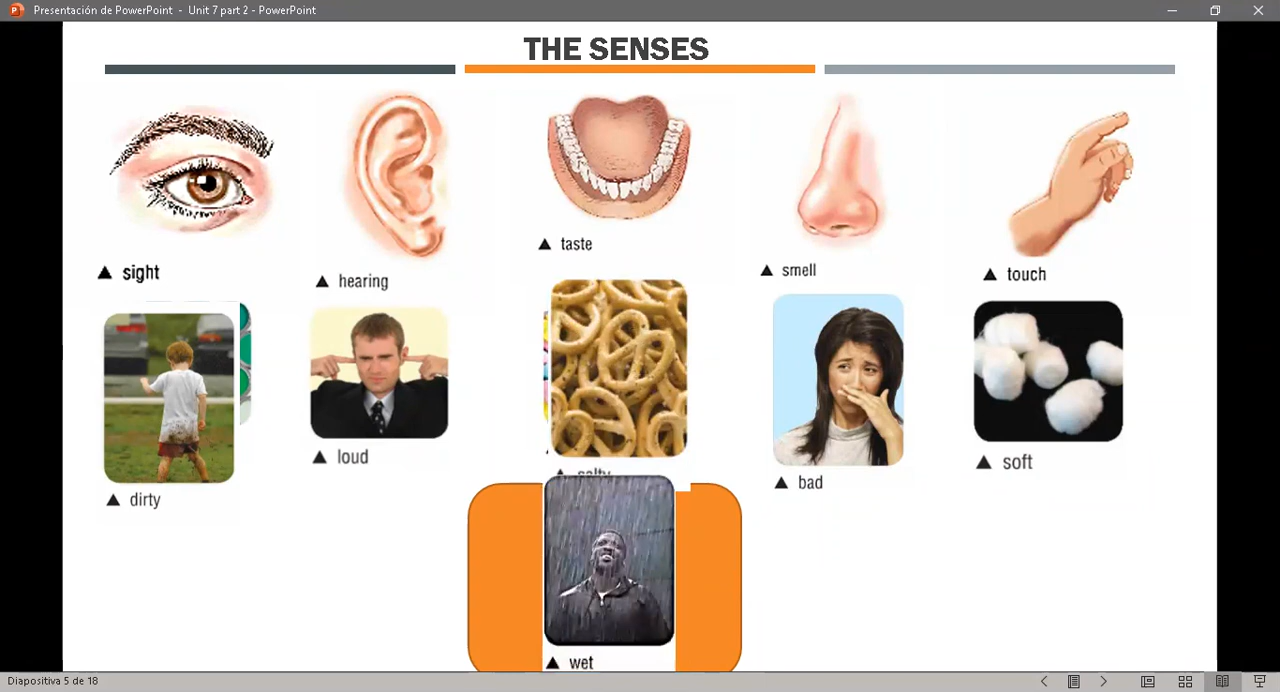 Presentación de PowerPoint - Unit 7 part 2 - PowerPoint
THE SENSES
▲ sight
▲ hearing
▲ taste
▲ smell
▲ touch
▲ dirty
▲ loud
▲ salty
▲ bad
▲ soft
▲ wet
Diapositiva 5 de 18